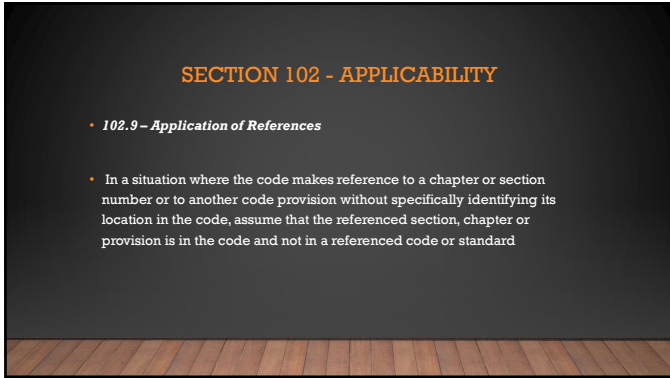 SECTION 102 - APPLICABILITY
• 102.9 – Application of References
• In a situation where the code makes reference to a chapter or section
number or to another code provision without specifically identifying its
location in the code, assume that the referenced section, chapter or
provision is in the code and not in a referenced code or standard